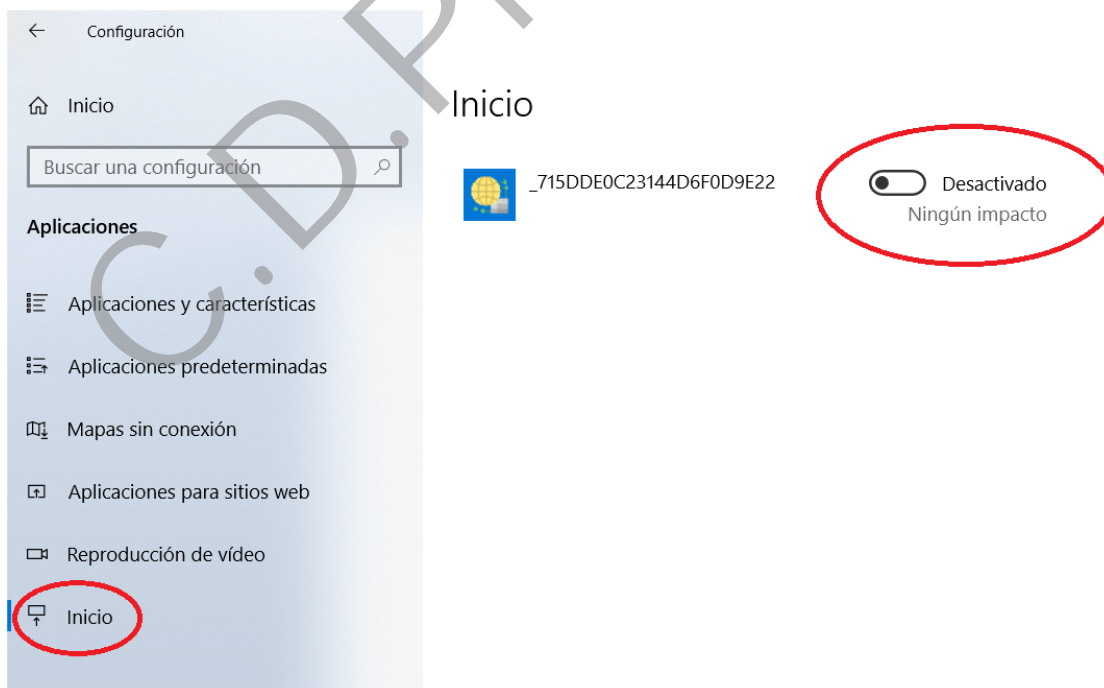 Configuración
Inicio
Buscar una configuración
Aplicaciones
Aplicaciones y características
Aplicaciones predeterminadas
Mapas sin conexión
Aplicaciones para sitios web
Reproducción de vídeo
Inicio
Inicio
_715DDE0C23144D6F0D9E22
Desactivado
Ningún impacto
C.D.P